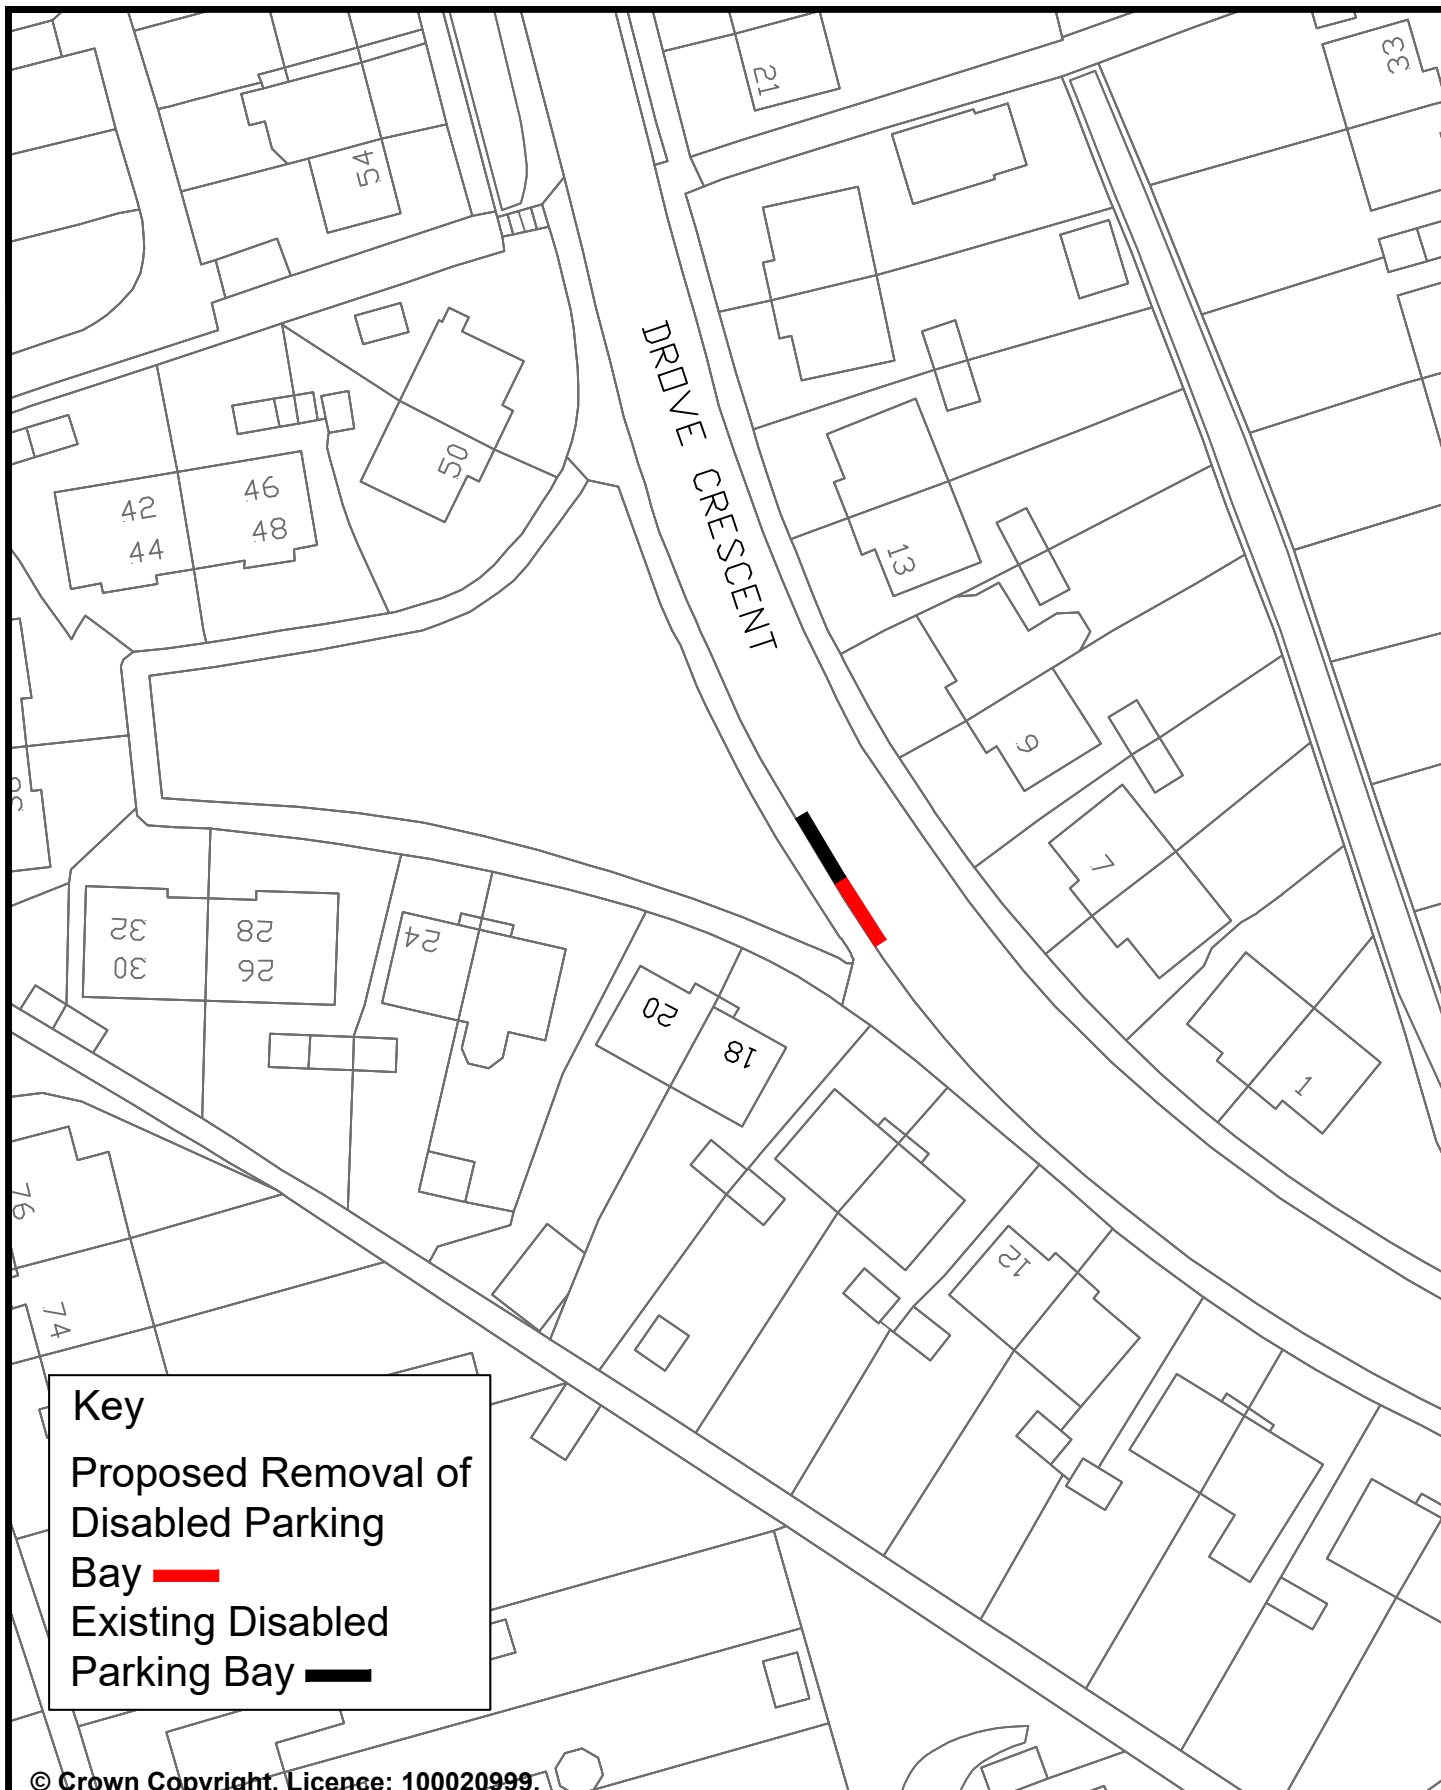 21
33
54
DROVE CRESCENT
50
42
46
44
48
13
9
7
32
28
30
26
24
20
18
1
12
76
74
Key
Proposed Removal of
Disabled Parking
Bay
Existing Disabled
Parking Bay
© Crown Copyright. Licence: 100020999.